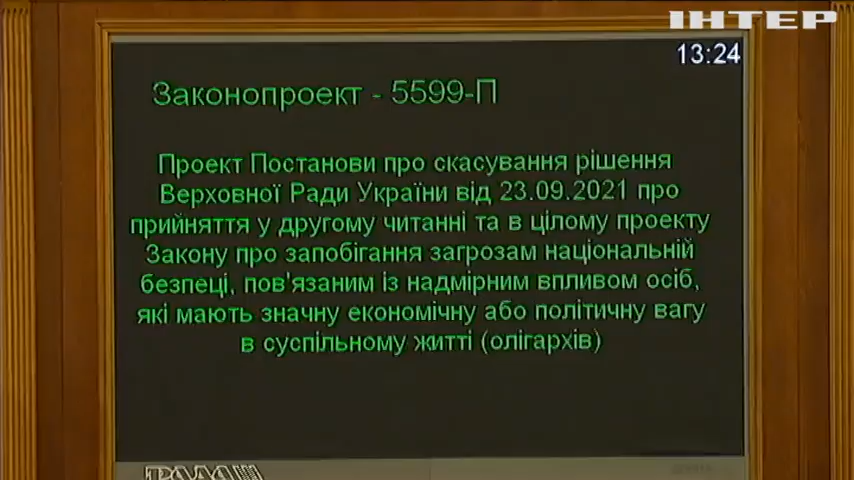 ІНТЕР
13:24
Законопроект - 5599-П
Проект Постанови про скасування рішення
Верховної Ради України від 23.09.2021 про
прийняття у другому читанні та в цілому проекту
Закону про запобігання загрозам національній
безпеці, пов'язаним із надмірним впливом осіб,
які мають значну економічну або політичну вагу
в суспільному житті (олігархів)